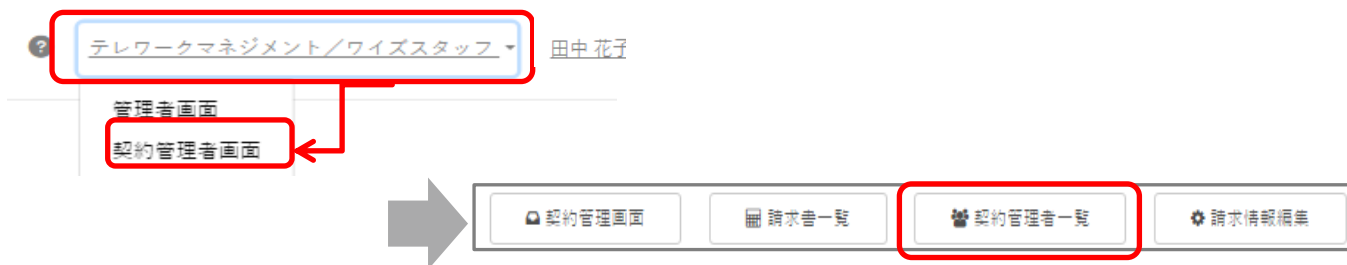 テレワークマネジメント／ワイズスタッフ 田中 花子
管理者画面
契約管理者画面
契約管理画面 請求書一覧 契約管理者一覧 請求情報編集